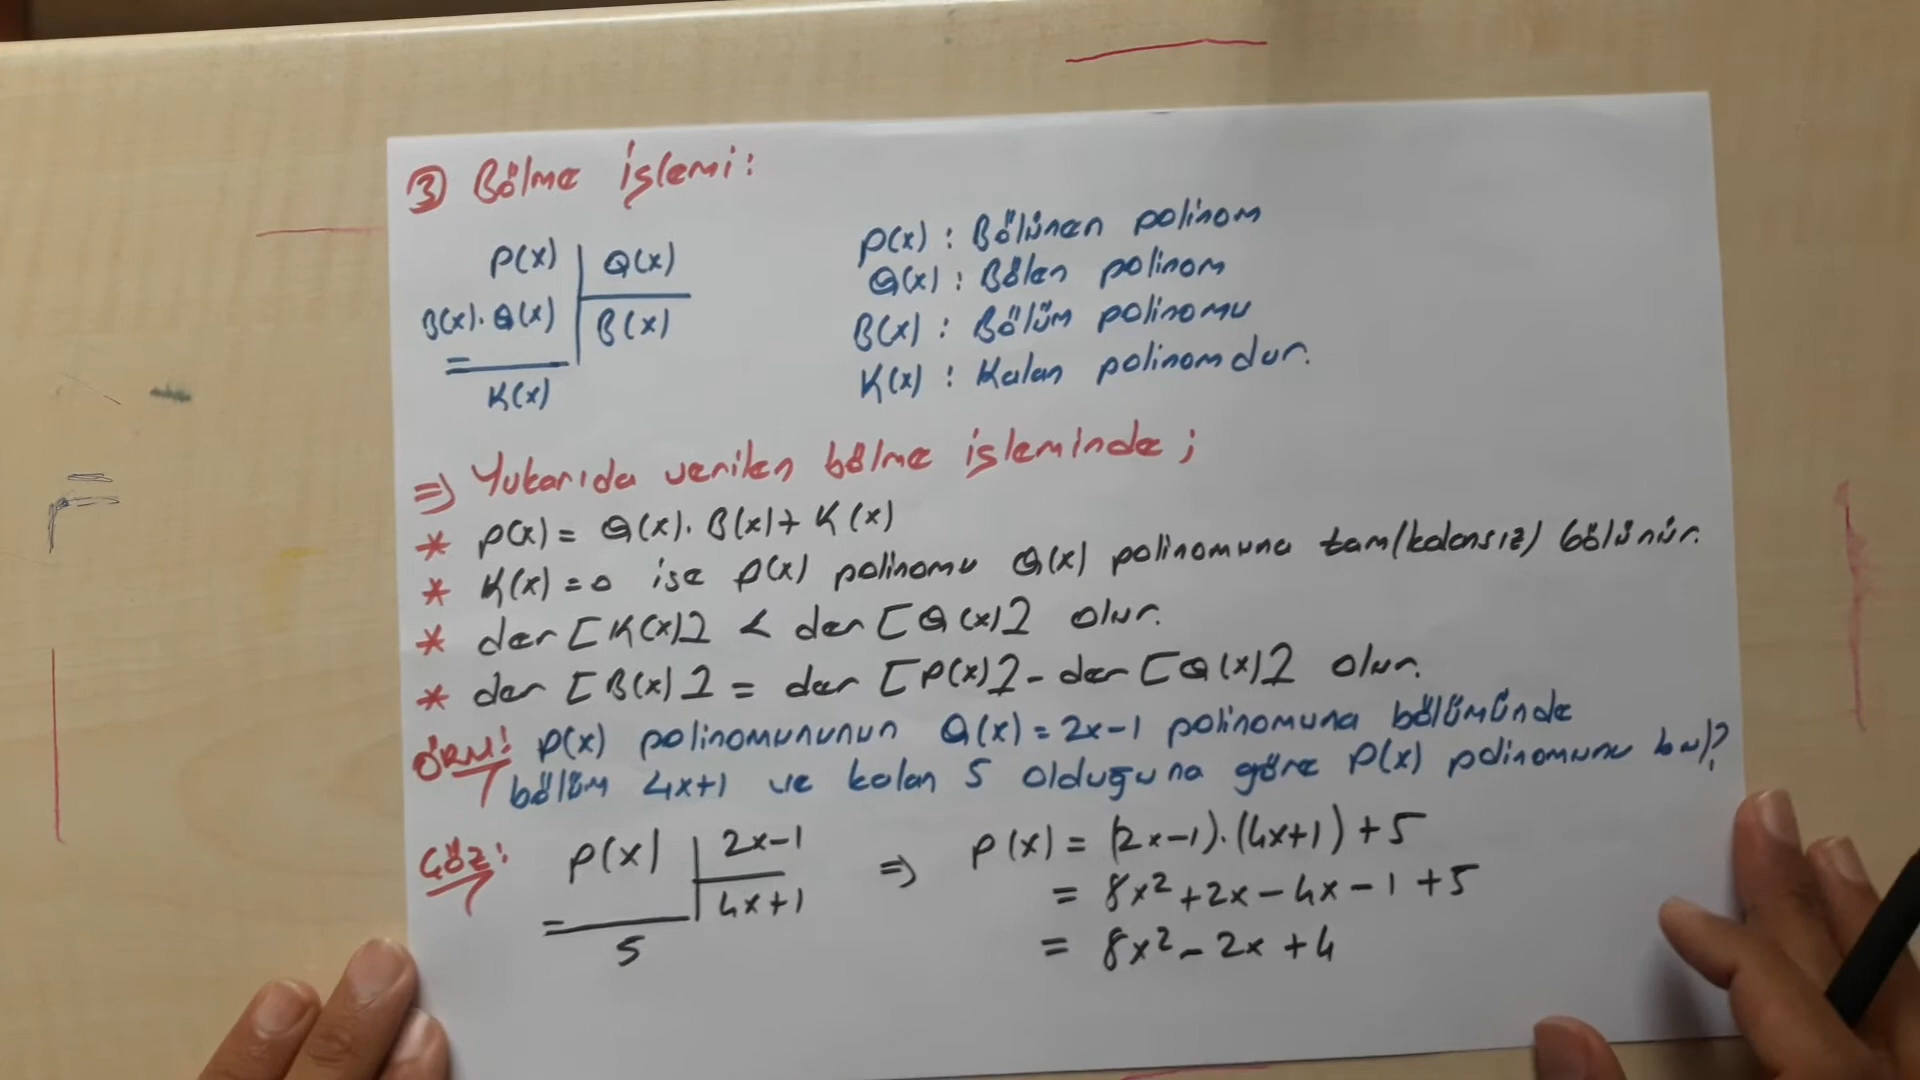 ③ Bölme işlemi:
P(x) | Q(x)
B(x). Q(x) | B(x)
=
K(x)
P(x) : Bölünen polinom
Q(x) : Bölen polinom
B(x) : Bölüm polinomu
K(x) : Kalan polinomdur.
⇒ Yukarıda verilen bölme işleminde;
* P(x) = Q(x). B(x) + K(x)
* K(x) = 0 ise P(x) polinomu Q(x) polinomuna tam(kalansız) bölünür.
* der [K(x)] < der [Q(x)] olur.
* der [B(x)] = der [P(x)] - der [Q(x)] olur.
ÖRN: P(x) polinomununun Q(x) = 2x-1 polinomuna bölümünde
bölüm 4x+1 ve kalan 5 olduğuna göre P(x) polinomunu bul?
ÇÖZ: P(x) | 2x-1
4x+1
=
5
⇒ P(x) = (2x-1).(4x+1) +5
= 8x²+2x-4x-1+5
= 8x²-2x+4